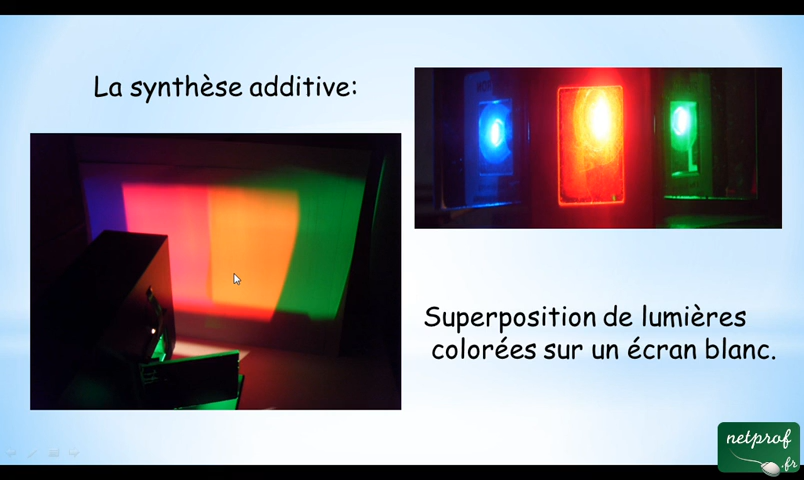 La synthèse additive:
Superposition de lumières
colorées sur un écran blanc.
netprof
.fr